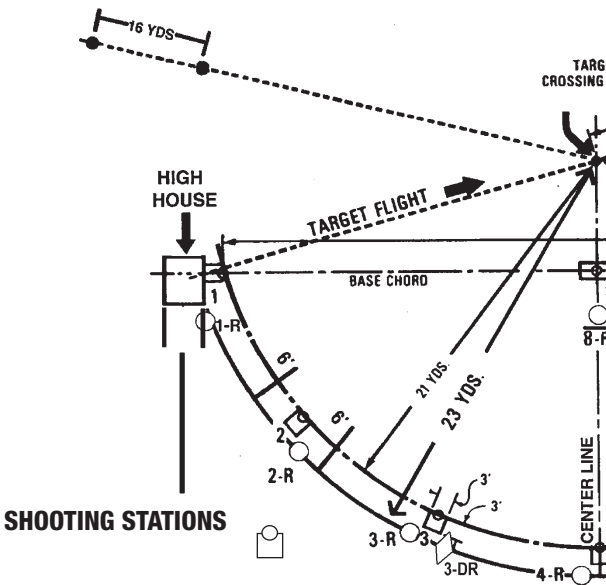 16 YDS
TARG
CROSSING
HIGH
HOUSE
TARGET FLIGHT
BASE CHORD
1
1-R
8-R
6'
21 YDS.
23 YDS.
6'
2
2-R
3'
3'
CENTER LINE
SHOOTING STATIONS
3-R
3
3-DR
4-R